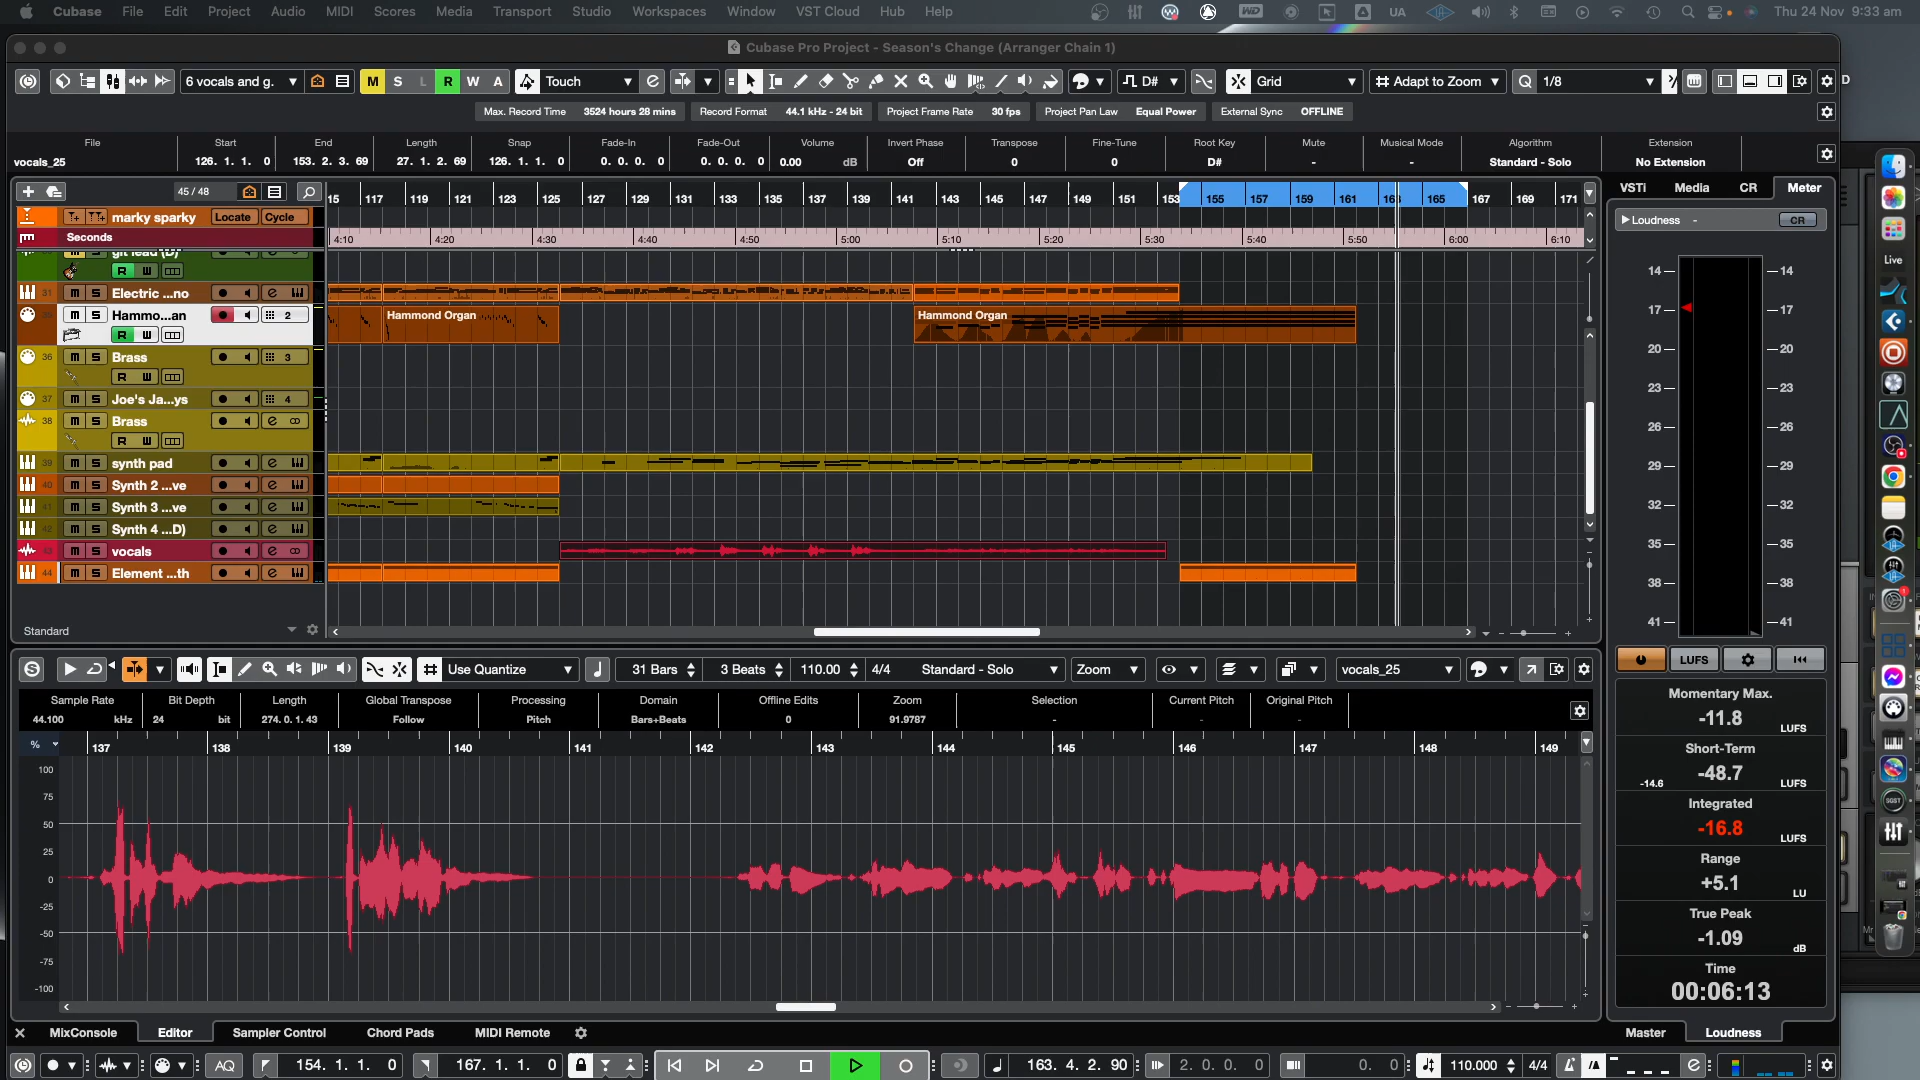 Cubase File Edit Project Audio MIDI Scores Media Transport Studio Workspaces Window VST Cloud Hub Help UA Thu 24 Nov 9:33 am
Cubase Pro Project - Season's Change (Arranger Chain 1)
6 vocals and g. M S L R W A Touch D# Grid Adapt to Zoom Q 1/8
Max. Record Time 3524 hours 28 mins Record Format 44.1 kHz - 24 bit Project Frame Rate 30 fps Project Pan Law Equal Power External Sync OFFLINE
File Start End Length Snap Fade-In Fade-Out Volume Invert Phase Transpose Fine-Tune Root Key Mute Musical Mode Algorithm Extension
vocals_25 126. 1. 1. 0 153. 2. 3. 69 27. 1. 2. 69 126. 1. 1. 0 0. 0. 0. 0 0. 0. 0. 0 0.00 dB Off 0 0 D# - - Standard - Solo No Extension
45 / 48 15 117 119 121 123 125 127 129 131 133 135 137 139 141 143 145 147 149 151 153 155 157 159 161 163 165 167 169 171
VSTi Media CR Meter
marky sparky Locate Cycle
Loudness - CR
Seconds 4:10 4:20 4:30 4:40 4:50 5:00 5:10 5:20 5:30 5:40 5:50 6:00 6:10
git lead (D)
R W
31 m S Electric ...no e
m S Hammo...an 2
R W
Hammond Organ Hammond Organ
36 m S Brass 3
R W
37 m S Joe's Ja...ys 4
38 m S Brass e
R W
39 m S synth pad e
40 m S Synth 2 ...ve e
41 m S Synth 3 ...ve e
42 m S Synth 4 ...D) e
43 m S vocals e
44 m S Element ...th e
Standard
14 14
17 17
20 20
23 23
26 26
29 29
32 32
35 35
38 38
41 41
LUFS
Momentary Max.
-11.8 LUFS
Short-Term
-14.6 -48.7 LUFS
Integrated
-16.8 LUFS
Range
+5.1 LU
True Peak
-1.09 dB
Time
00:06:13
Master Loudness
Use Quantize 31 Bars 3 Beats 110.00 4/4 Standard - Solo Zoom vocals_25
Sample Rate Bit Depth Length Global Transpose Processing Domain Offline Edits Zoom Selection Current Pitch Original Pitch
44.100 kHz 24 bit 274. 0. 1. 43 Follow Pitch Bars+Beats 0 91.9787 - - -
% 137 138 139 140 141 142 143 144 145 146 147 148 149
100
75
50
25
0
-25
-50
-75
-100
MixConsole Editor Sampler Control Chord Pads MIDI Remote
AQ 154. 1. 1. 0 167. 1. 1. 0 163. 4. 2. 90 2. 0. 0. 0 0. 0 110.000 4/4
Live
SGST